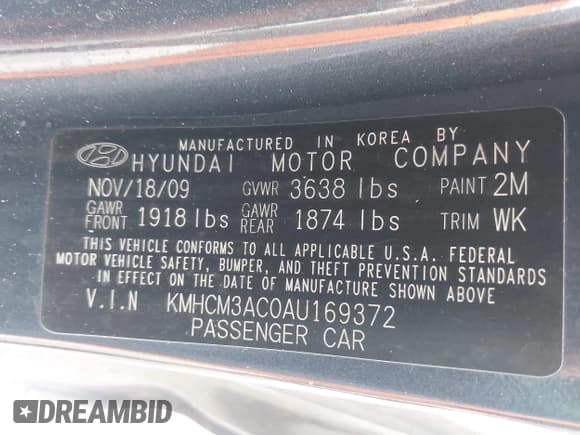 MANUFACTURED IN KOREA BY
HYUNDAI MOTOR COMPANY
NOV/18/09 GVWR 3638 lbs PAINT 2M
GAWR FRONT 1918 lbs GAWR REAR 1874 lbs TRIM WK
THIS VEHICLE CONFORMS TO ALL APPLICABLE U.S.A. FEDERAL
MOTOR VEHICLE SAFETY, BUMPER, AND THEFT PREVENTION STANDARDS
IN EFFECT ON THE DATE OF MANUFACTURE SHOWN ABOVE
V.I.N KMHCM3AC0AU169372
PASSENGER CAR
DREAMBID